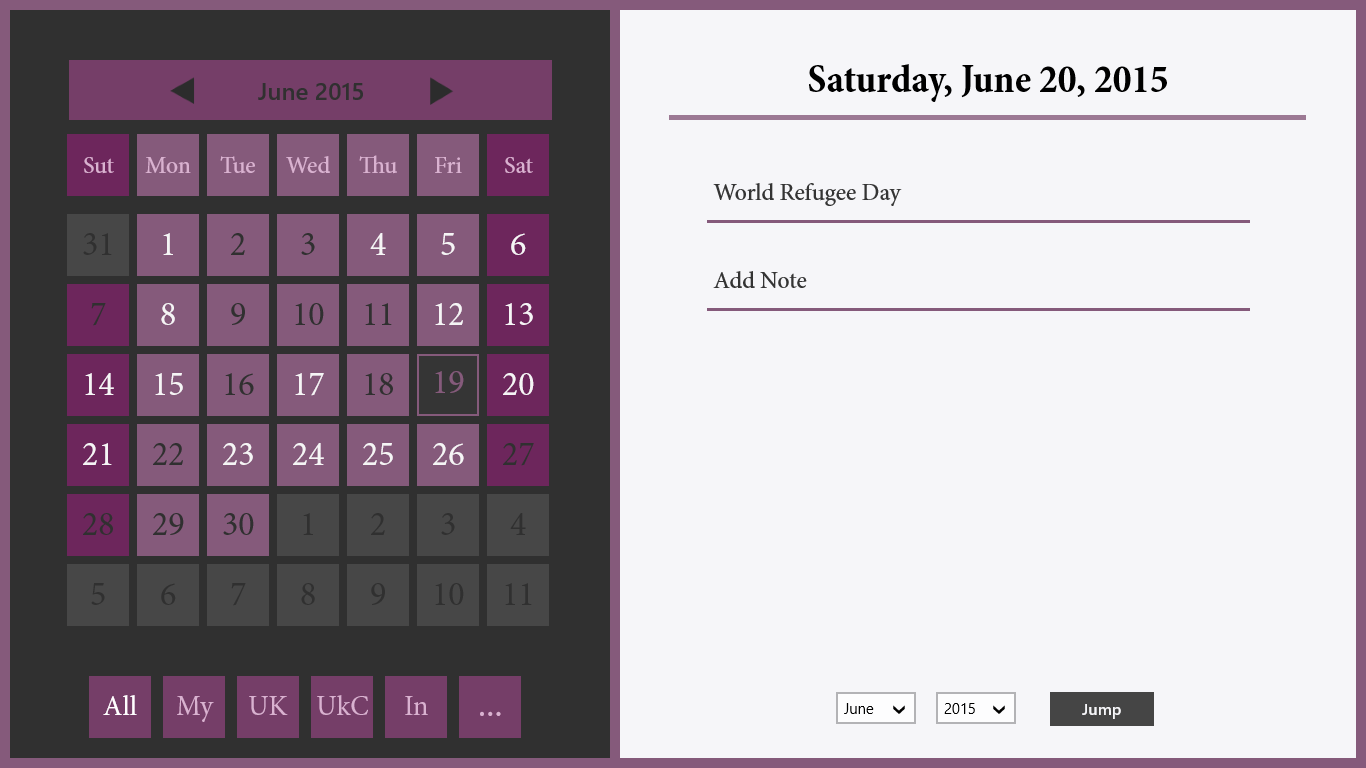 June 2015
Sut Mon Tue Wed Thu Fri Sat
31 1 2 3 4 5 6
7 8 9 10 11 12 13
14 15 16 17 18 19 20
21 22 23 24 25 26 27
28 29 30 1 2 3 4
5 6 7 8 9 10 11
All My UK UkC In ...
Saturday, June 20, 2015
World Refugee Day
Add Note
June 2015 Jump